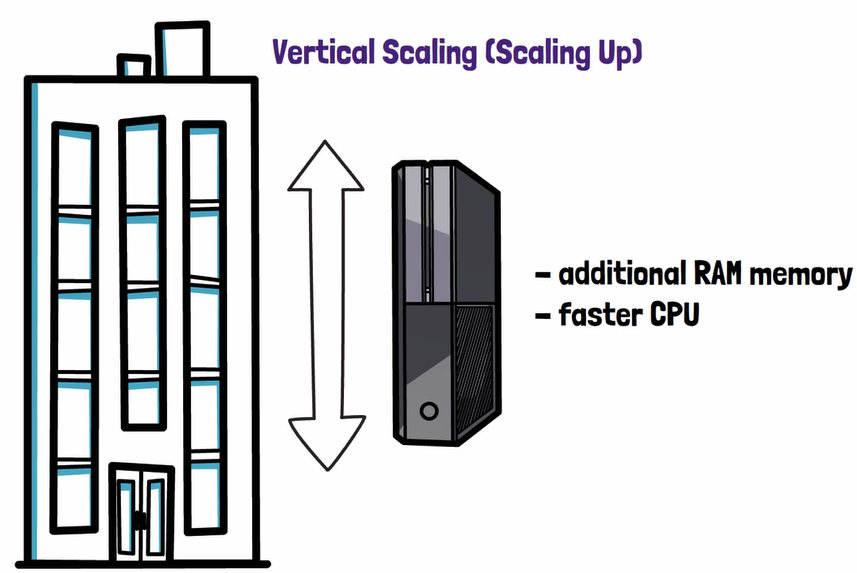 Vertical Scaling (Scaling Up)
- additional RAM memory
- faster CPU